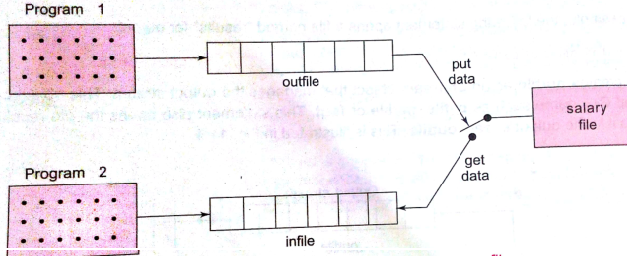 Program 1
outfile
put
data
salary
file
get
data
Program 2
infile